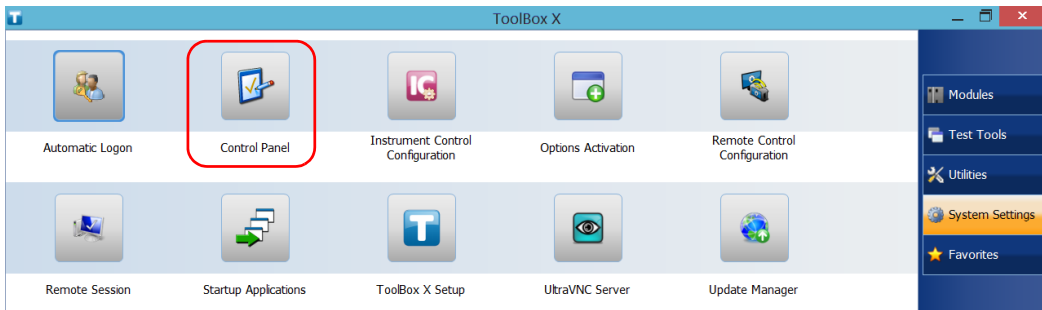 T
ToolBox X
IC
Automatic Logon
Control Panel
Instrument Control
Configuration
Options Activation
Remote Control
Configuration
T
Remote Session
Startup Applications
ToolBox X Setup
UltraVNC Server
Update Manager
Modules
Test Tools
Utilities
System Settings
Favorites